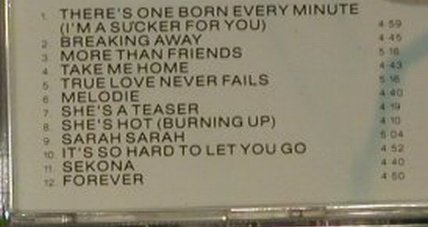 1. THERE'S ONE BORN EVERY MINUTE
(I'M A SUCKER FOR YOU) 4:59
2 BREAKING AWAY 4:45
3 MORE THAN FRIENDS 5:16
4 TAKE ME HOME 4:43
5 TRUE LOVE NEVER FAILS 5:16
6 MELODIE 4:40
7. SHE'S A TEASER 4:19
8. SHE'S HOT (BURNING UP) 4:10
9. SARAH SARAH 5:04
10. IT'S SO HARD TO LET YOU GO 4:52
11. SEKONA 4:40
12 FOREVER 4:50